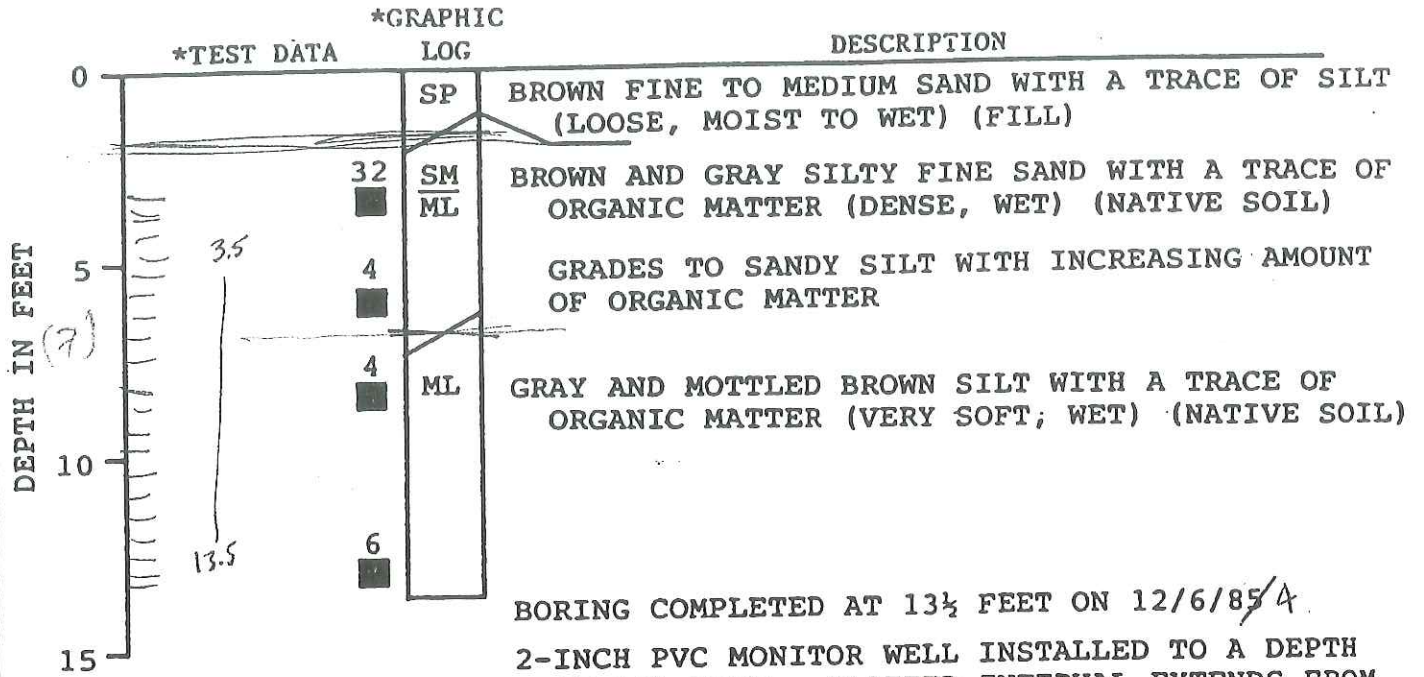 *GRAPHIC
*TEST DATA LOG DESCRIPTION
0
SP BROWN FINE TO MEDIUM SAND WITH A TRACE OF SILT
(LOOSE, MOIST TO WET) (FILL)
32 SM BROWN AND GRAY SILTY FINE SAND WITH A TRACE OF
ML ORGANIC MATTER (DENSE, WET) (NATIVE SOIL)
3.5
5 4 GRADES TO SANDY SILT WITH INCREASING AMOUNT
OF ORGANIC MATTER
DEPTH IN FEET
(7)
4 ML GRAY AND MOTTLED BROWN SILT WITH A TRACE OF
ORGANIC MATTER (VERY SOFT, WET) (NATIVE SOIL)
10
6
13.5
BORING COMPLETED AT 13½ FEET ON 12/6/85 4
15 2-INCH PVC MONITOR WELL INSTALLED TO A DEPTH
INTERVAL EXTENDS FROM